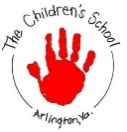 The Children's School
Arlington, Va.